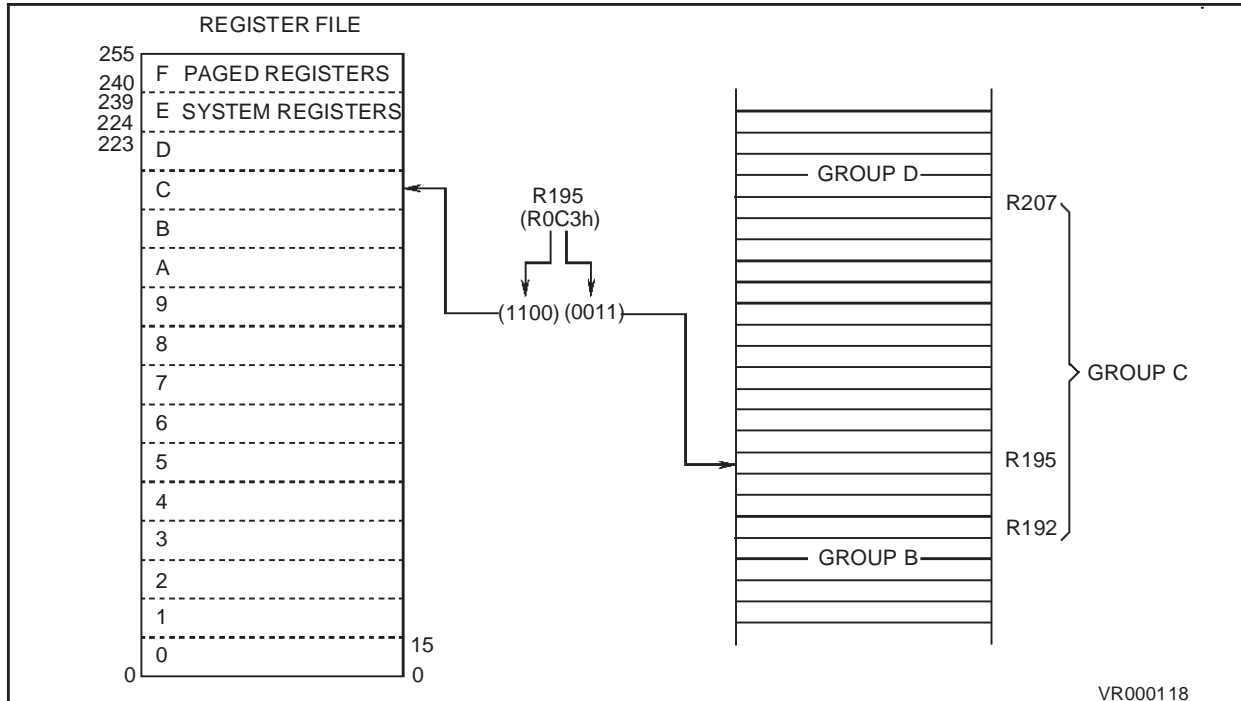 REGISTER FILE
255
240
239
224
223
F PAGED REGISTERS
E SYSTEM REGISTERS
D
C
B
A
9
8
7
6
5
4
3
2
1
0
0
15
0
R195
(R0C3h)
(1100) (0011)
GROUP D
R207
GROUP C
R195
R192
GROUP B
VR000118